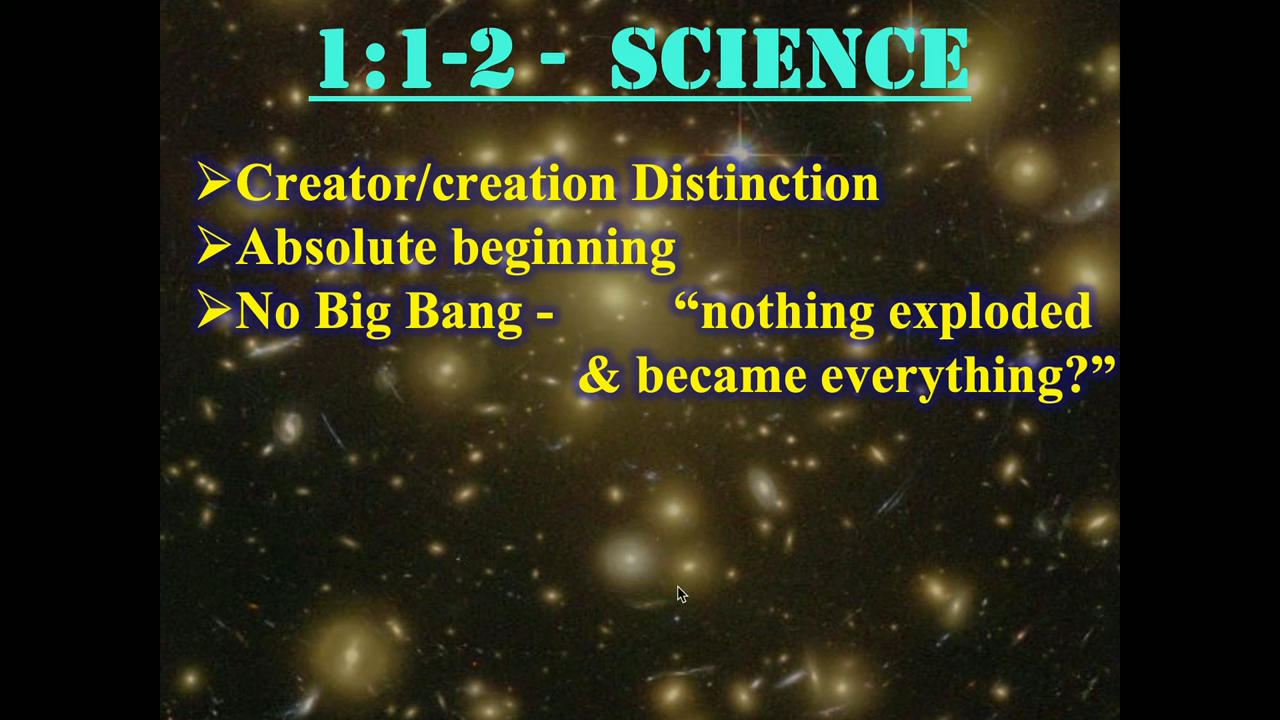 1:1-2 - SCIENCE
➢Creator/creation Distinction
➢Absolute beginning
➢No Big Bang - “nothing exploded
& became everything?”